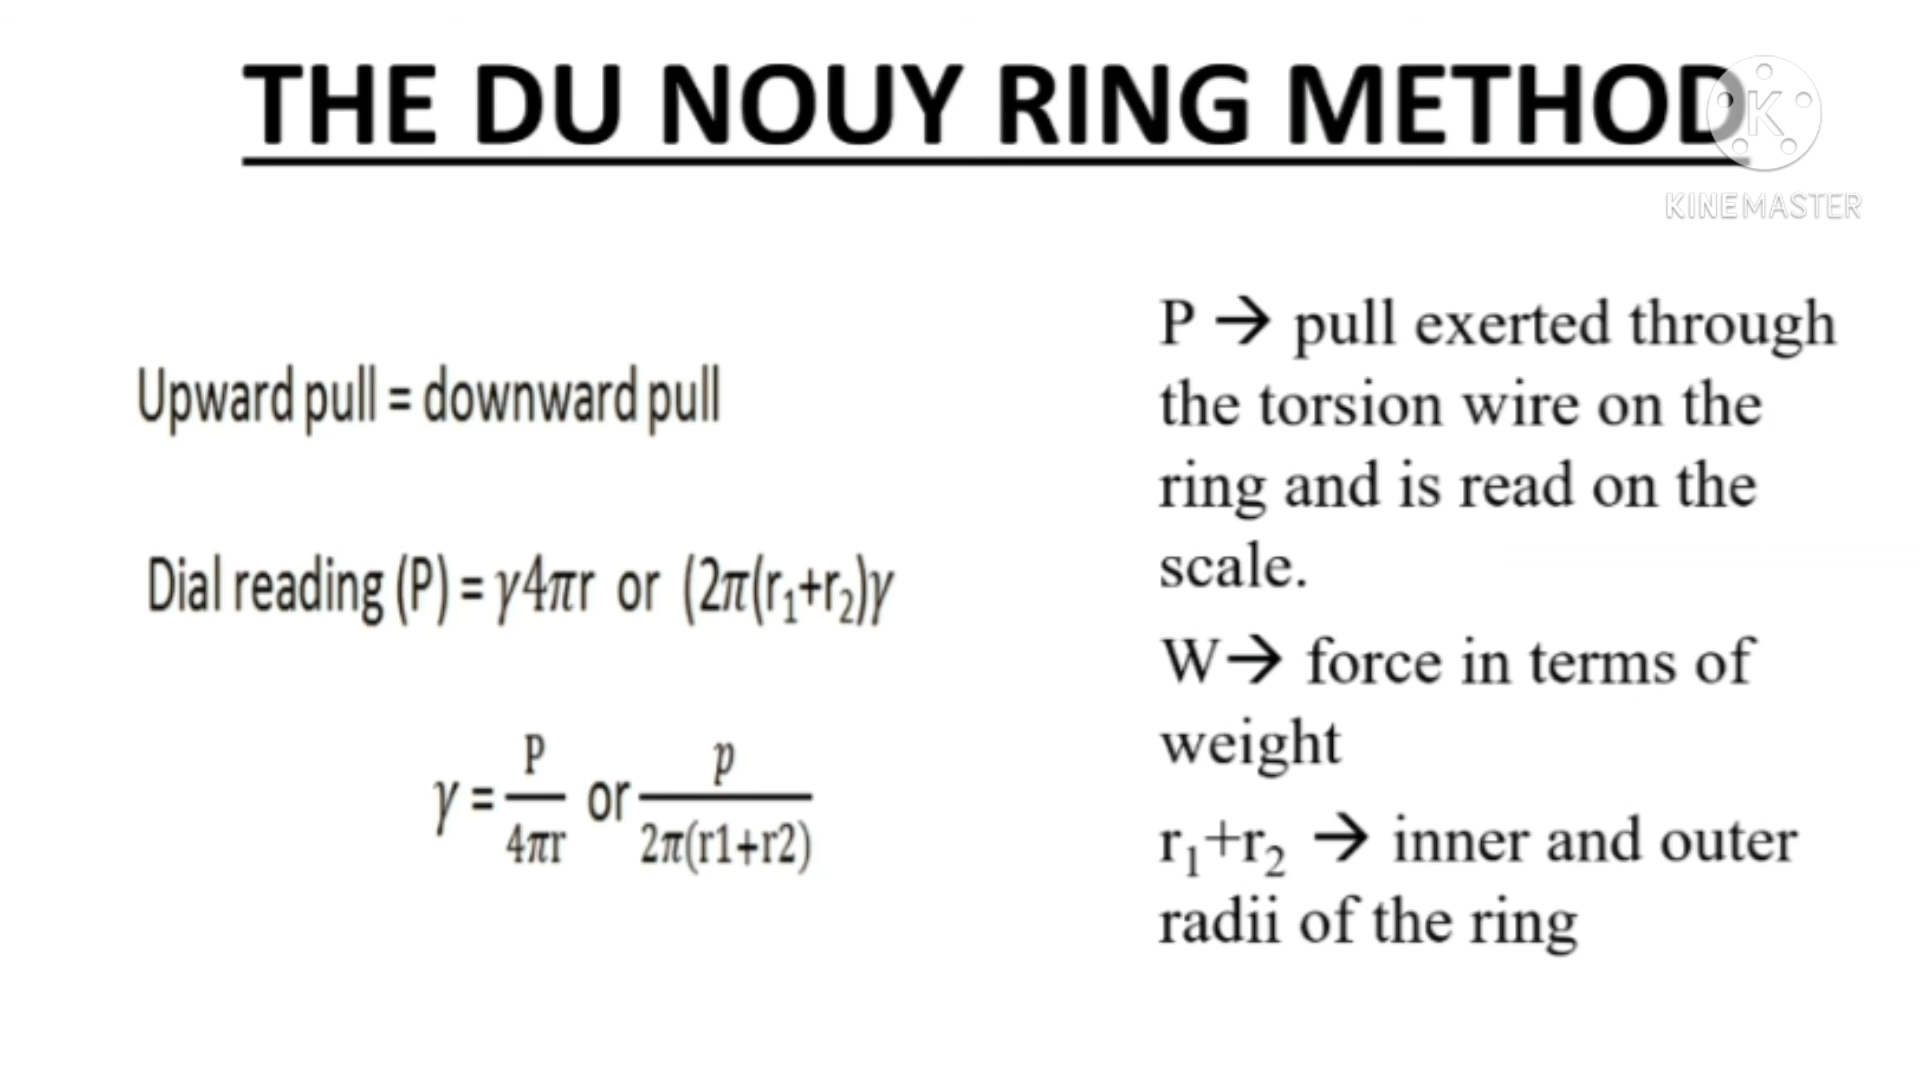 THE DU NOUY RING METHOD
K
KINEMASTER
Upward pull = downward pull
Dial reading (P) = γ4πr or (2π(r₁+r₂)γ
γ = P/4πr or p/2π(r1+r2)
P → pull exerted through
the torsion wire on the
ring and is read on the
scale.
W→ force in terms of
weight
r₁+r₂ → inner and outer
radii of the ring